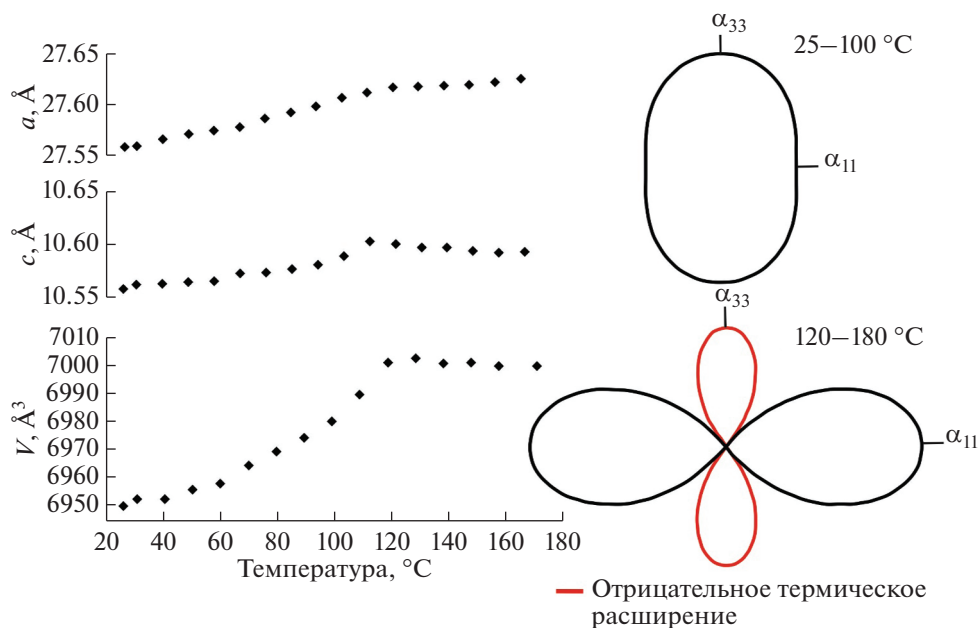 27.65
27.60
27.55
a, Å
10.65
10.60
10.55
c, Å
7010
7000
6990
6980
6970
6960
6950
V, Å³
20 40 60 80 100 120 140 160 180
Температура, °C
α₃₃
25–100 °C
α₁₁
α₃₃
120–180 °C
α₁₁
Отрицательное термическое
расширение